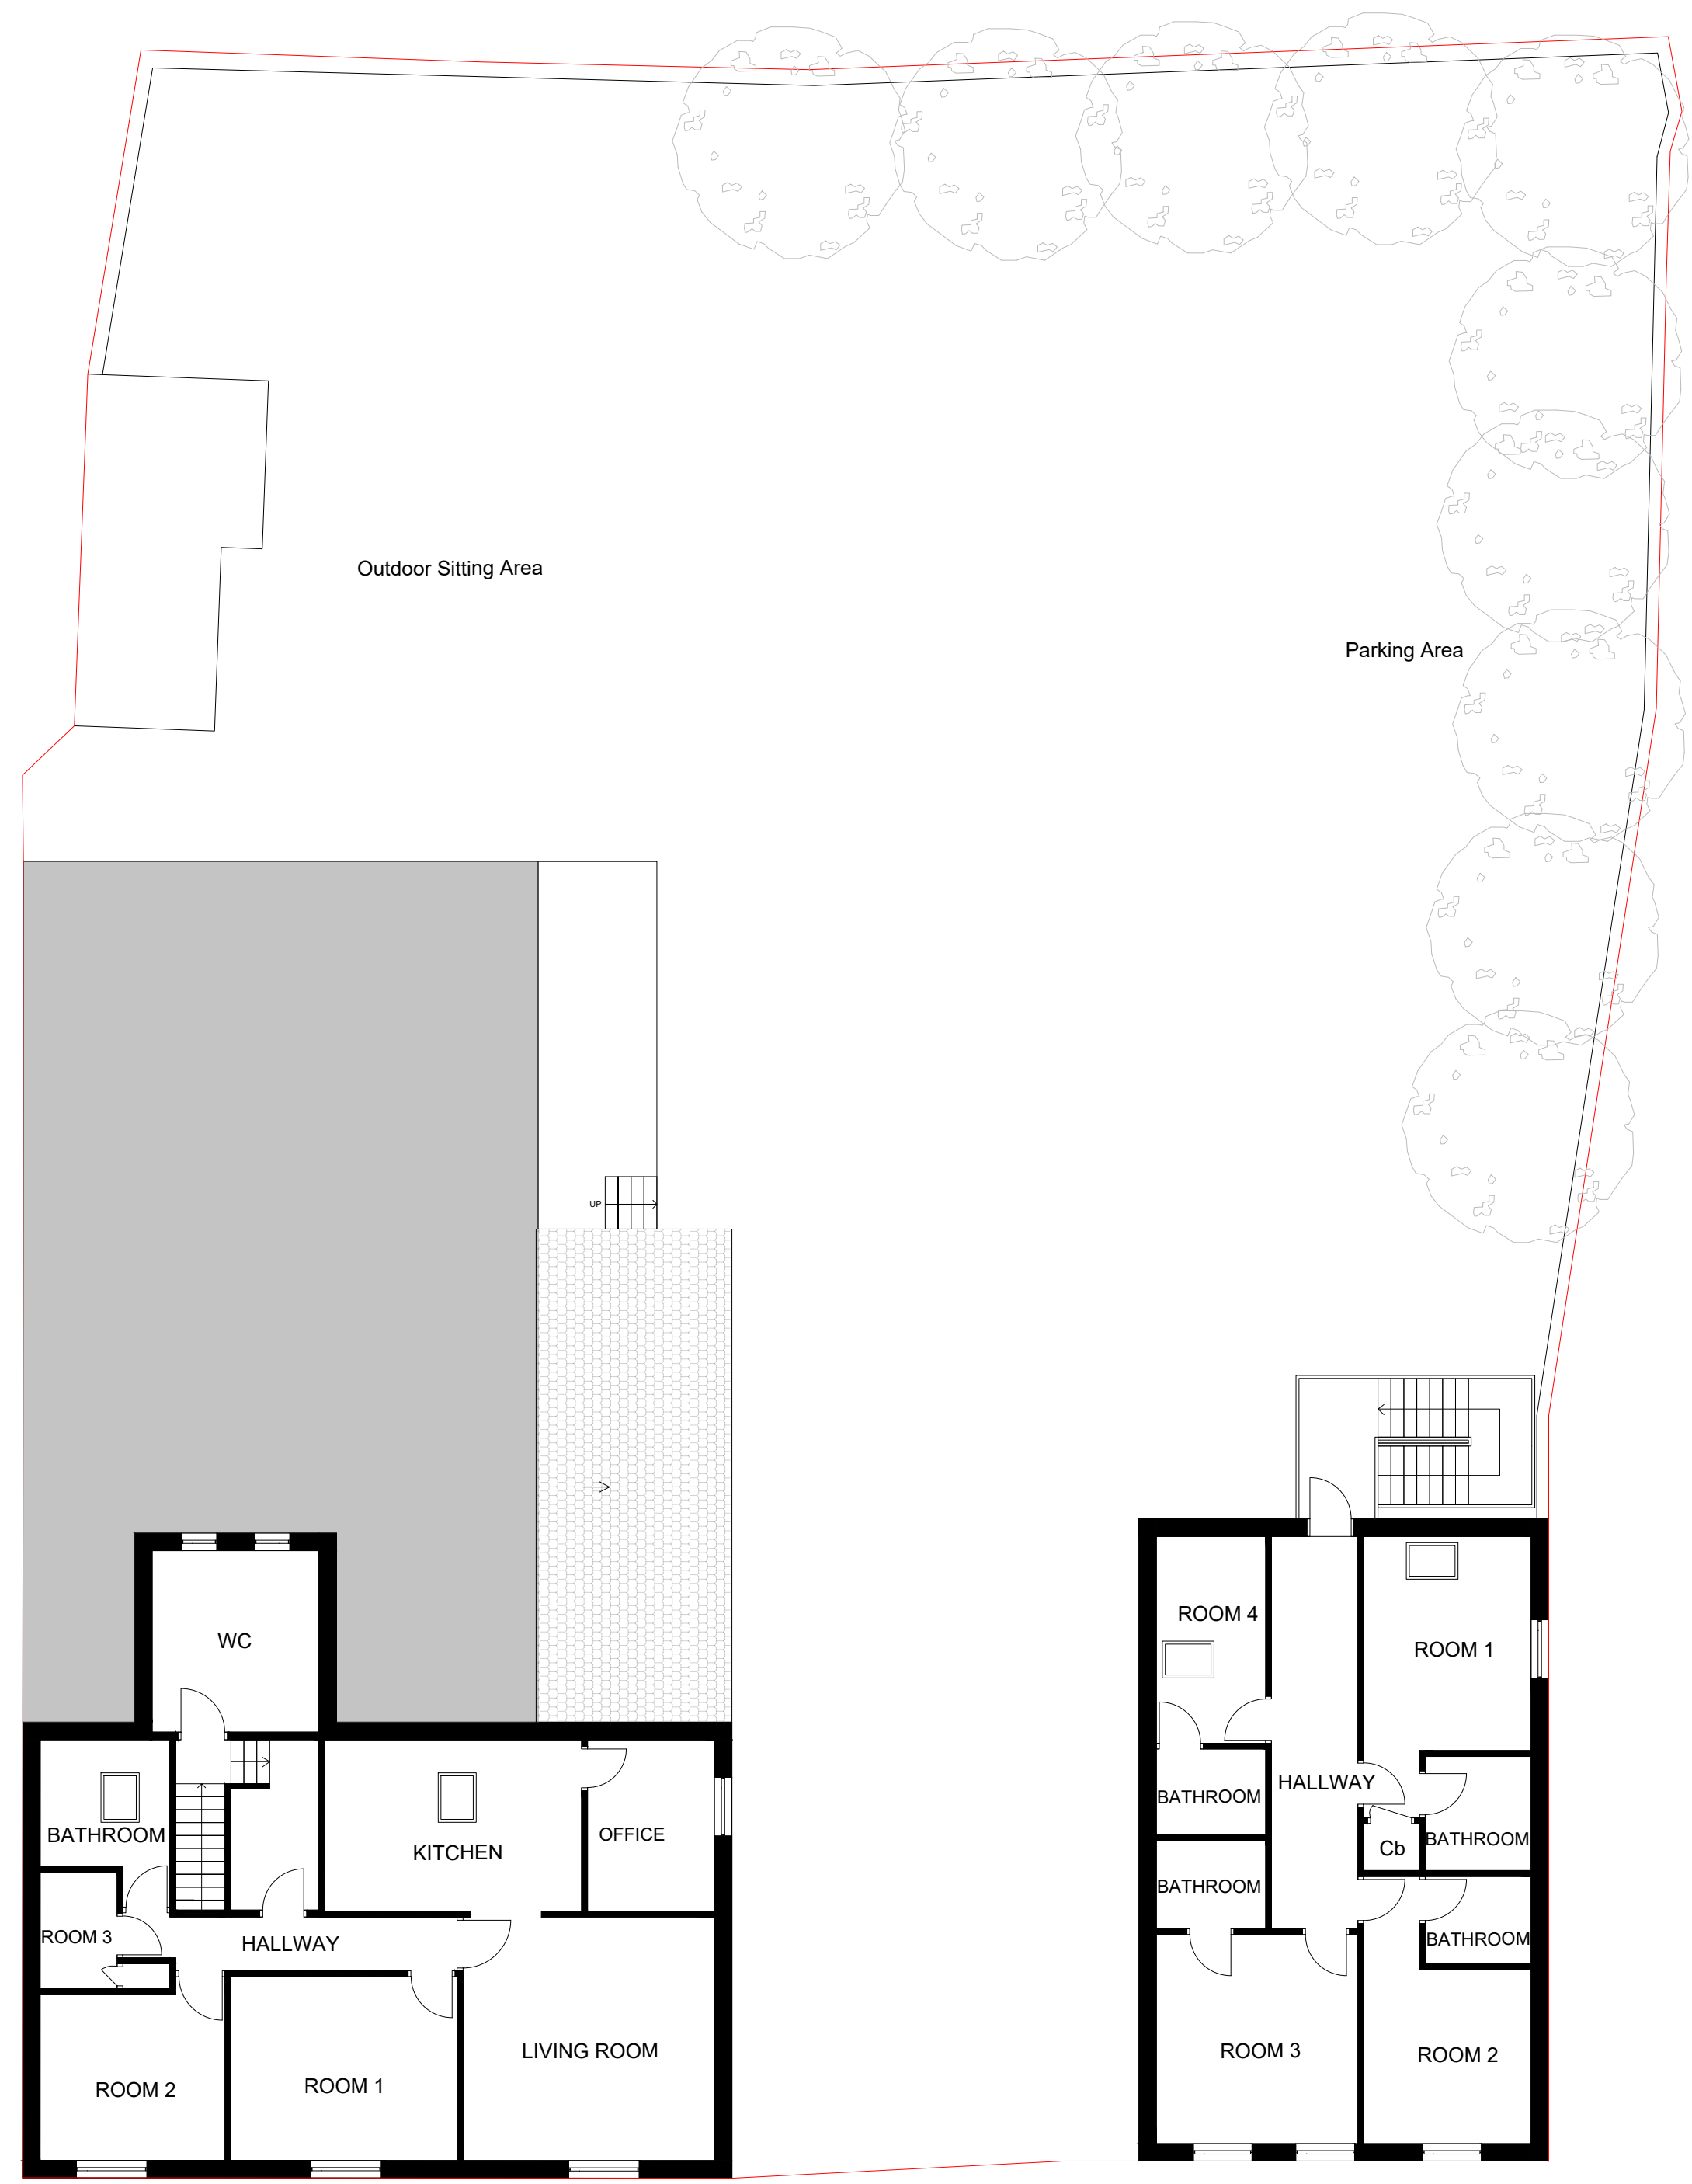 Outdoor Sitting Area
Parking Area
UP
WC
BATHROOM
KITCHEN
OFFICE
ROOM 3
HALLWAY
LIVING ROOM
ROOM 2
ROOM 1
ROOM 4
ROOM 1
HALLWAY
BATHROOM
BATHROOM
Cb
BATHROOM
BATHROOM
ROOM 3
ROOM 2